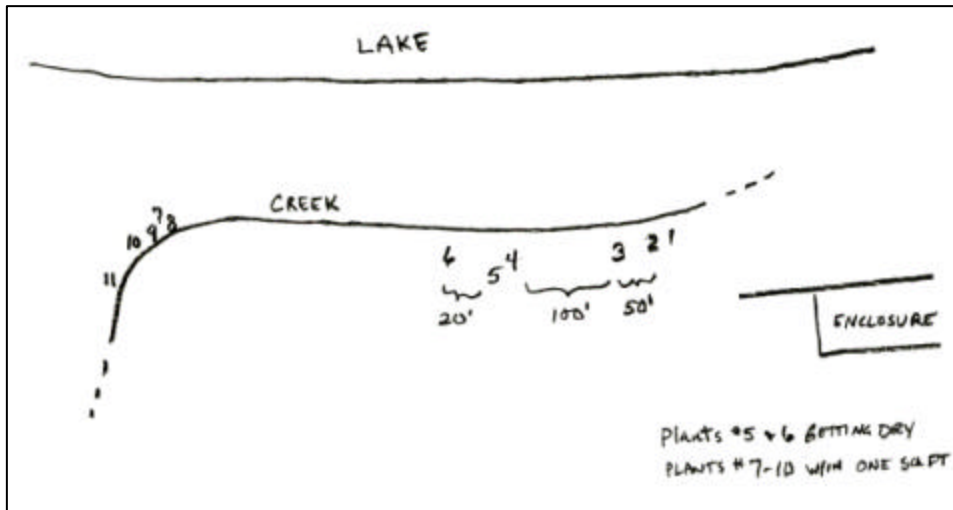 LAKE
CREEK
7
10 9 8
11
6 5 4 3 2 1
20' 100' 50'
ENCLOSURE
PLANTS #5 & 6 GETTING DRY
PLANTS #7-10 W/IN ONE SQ FT